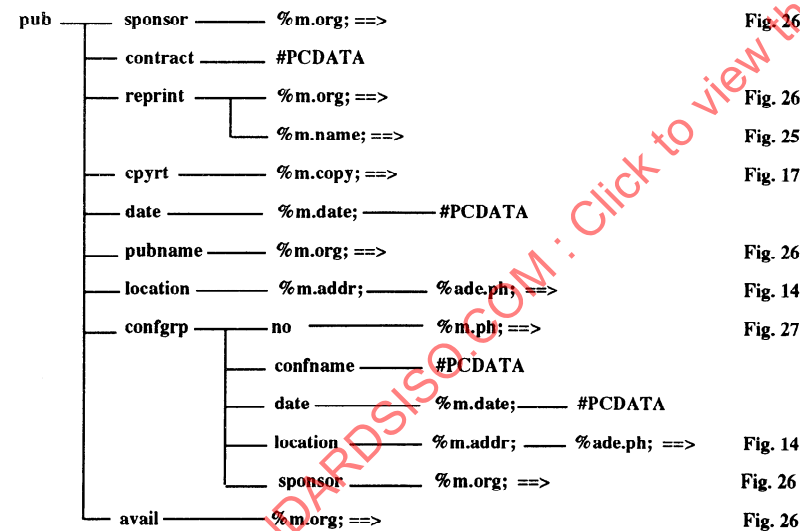 pub sponsor %m.org; ==> Fig. 26
contract #PCDATA
reprint %m.org; ==> Fig. 26
%m.name; ==> Fig. 25
cpyrt %m.copy; ==> Fig. 17
date %m.date; #PCDATA
pubname %m.org; ==> Fig. 26
location %m.addr; %ade.ph; ==> Fig. 14
confgrp no %m.ph; ==> Fig. 27
confname #PCDATA
date %m.date; #PCDATA
location %m.addr; %ade.ph; ==> Fig. 14
sponsor %m.org; ==> Fig. 26
avail %m.org; ==> Fig. 26
DARDSISO.COM : Click to view th